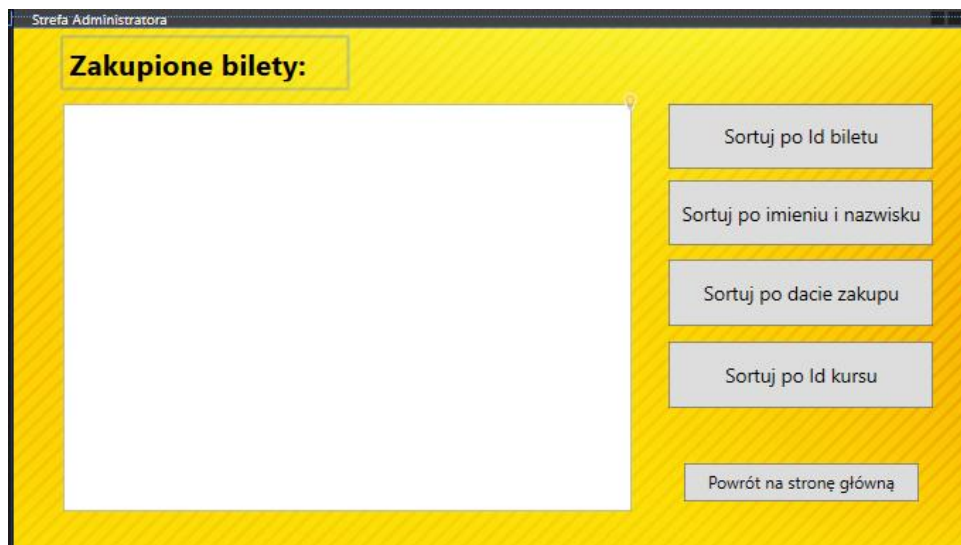 Strefa Administratora
Zakupione bilety:
Sortuj po Id biletu
Sortuj po imieniu i nazwisku
Sortuj po dacie zakupu
Sortuj po Id kursu
Powrót na stronę główną